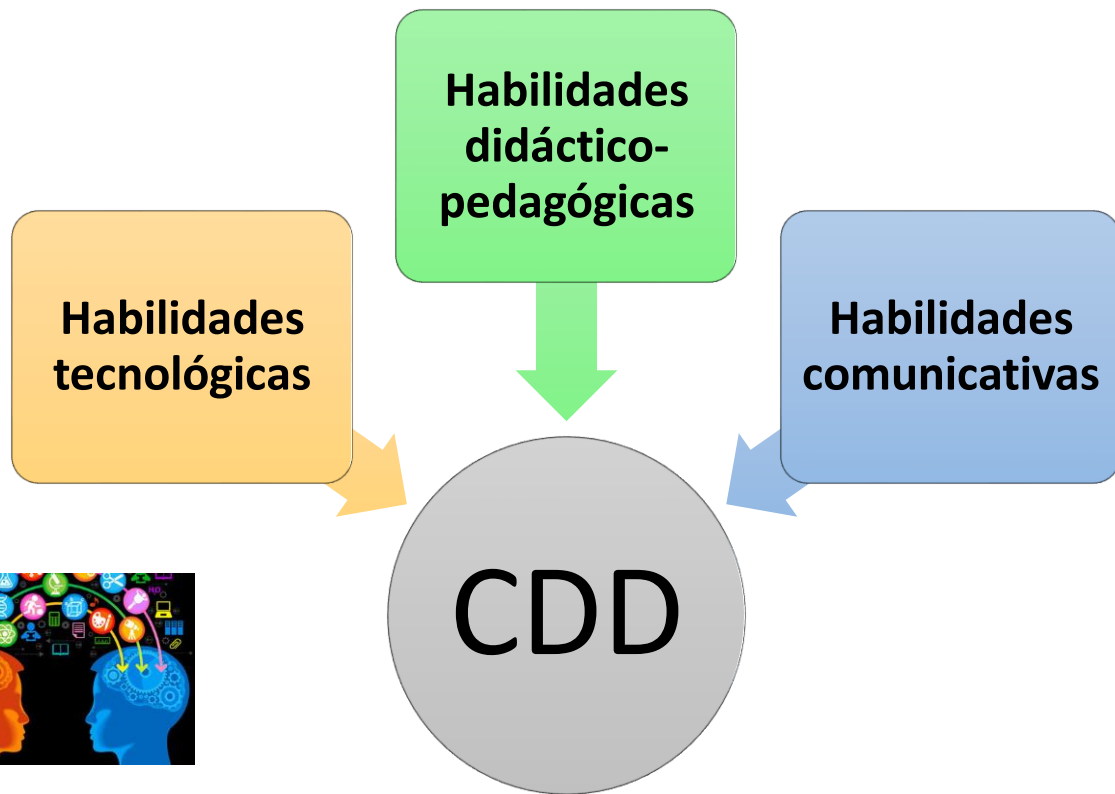 Habilidades
didáctico-
pedagógicas
Habilidades
tecnológicas
Habilidades
comunicativas
CDD